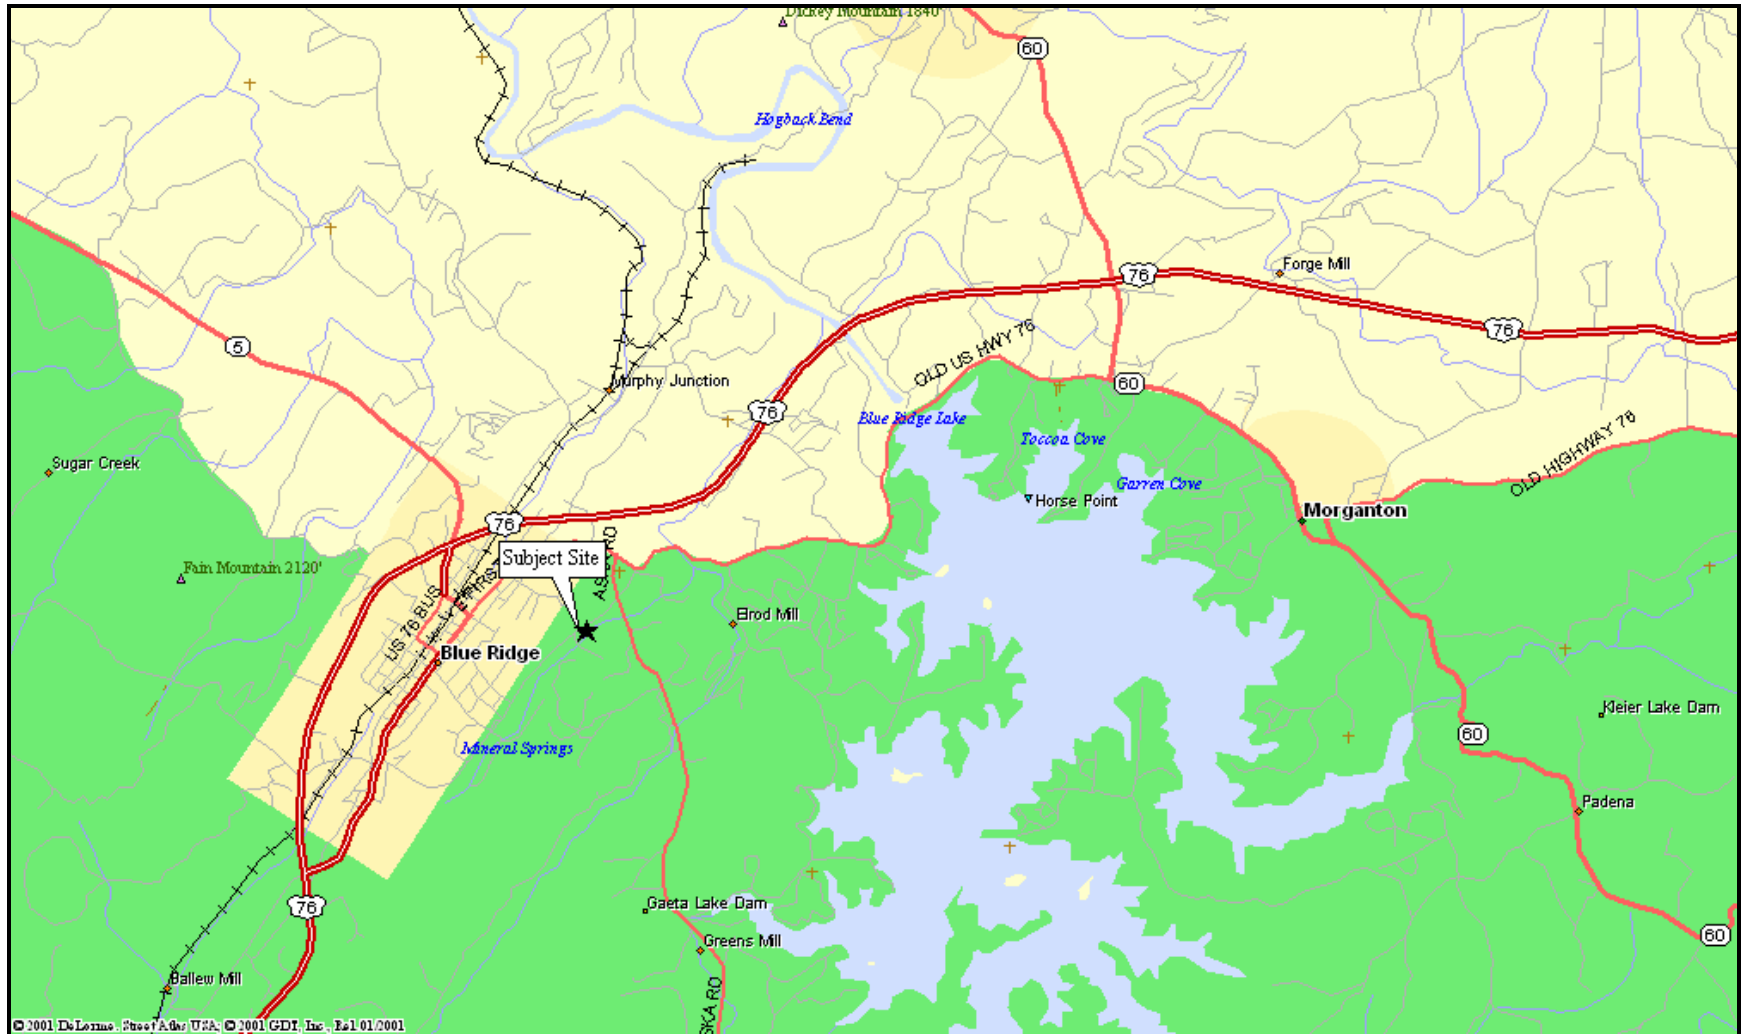 Dickey Mountain 1840'
60
Hogback Bend
76
Forge Mill
76
5
OLD US HWY 76
Murphy Junction
60
76
Blue Ridge Lake
Toccoa Cove
OLD HIGHWAY 76
Sugar Creek
Garren Cove
Horse Point
Morganton
76
Subject Site
Fain Mountain 2120'
US 76 BUS
Elrod Mill
Blue Ridge
Kleier Lake Dam
60
Mineral Springs
Padena
76
Gaeta Lake Dam
Greens Mill
60
Ballew Mill
SKA RD
© 2001 DeLorme. Street Atlas USA; © 2001 GDT, Inc., Rel. 01/2001